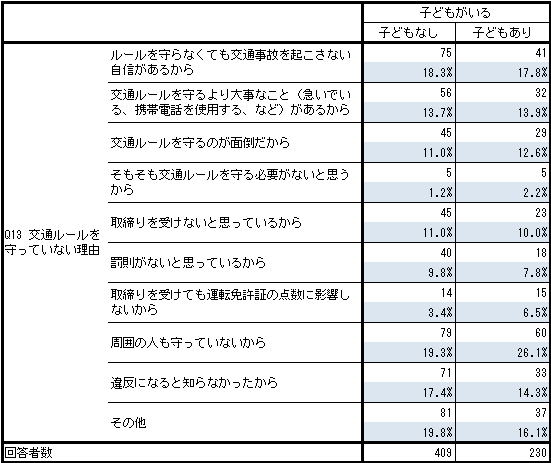 子どもがいる
子どもなし 子どもあり
Q13 交通ルールを
守っていない理由
ルールを守らなくても交通事故を起こさない
自信があるから
75 41
18.3% 17.8%
交通ルールを守るより大事なこと（急いでい
る、携帯電話を使用する、など）があるから
56 32
13.7% 13.9%
交通ルールを守るのが面倒だから
45 29
11.0% 12.6%
そもそも交通ルールを守る必要がないと思う
から
5 5
1.2% 2.2%
取締りを受けないと思っているから
45 23
11.0% 10.0%
罰則がないと思っているから
40 18
9.8% 7.8%
取締りを受けても運転免許証の点数に影響し
ないから
14 15
3.4% 6.5%
周囲の人も守っていないから
79 60
19.3% 26.1%
違反になると知らなかったから
71 33
17.4% 14.3%
その他
81 37
19.8% 16.1%
回答者数 409 230